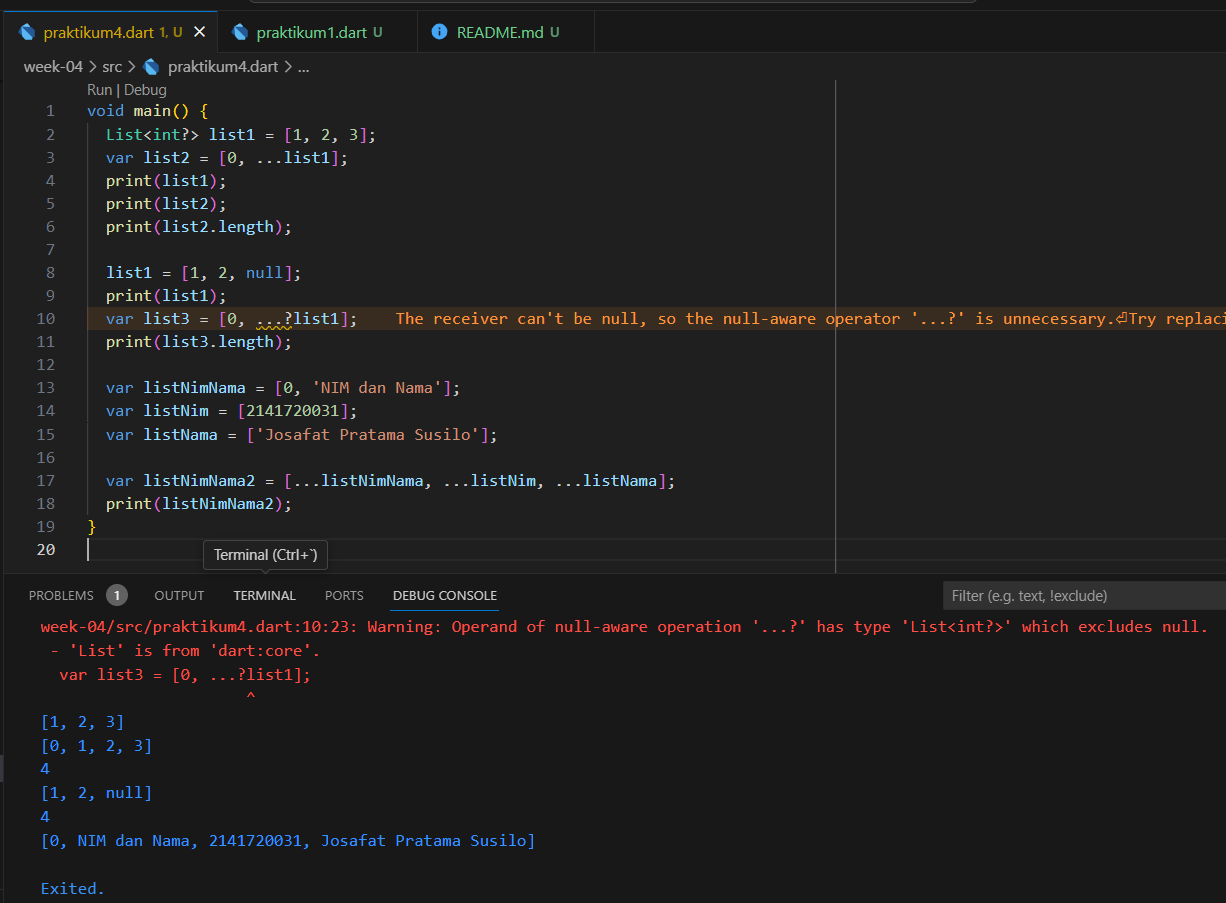 praktikum4.dart 1, U praktikum1.dart U README.md U
week-04 > src > praktikum4.dart > ...
Run | Debug
1 void main() {
2 List<int?> list1 = [1, 2, 3];
3 var list2 = [0, ...list1];
4 print(list1);
5 print(list2);
6 print(list2.length);
7
8 list1 = [1, 2, null];
9 print(list1);
10 var list3 = [0, ...?list1]; The receiver can't be null, so the null-aware operator '...?' is unnecessary.⏎Try replaci
11 print(list3.length);
12
13 var listNimNama = [0, 'NIM dan Nama'];
14 var listNim = [2141720031];
15 var listNama = ['Josafat Pratama Susilo'];
16
17 var listNimNama2 = [...listNimNama, ...listNim, ...listNama];
18 print(listNimNama2);
19 }
20
Terminal (Ctrl+`)
PROBLEMS 1 OUTPUT TERMINAL PORTS DEBUG CONSOLE Filter (e.g. text, !exclude)
week-04/src/praktikum4.dart:10:23: Warning: Operand of null-aware operation '...?' has type 'List<int?>' which excludes null.
- 'List' is from 'dart:core'.
var list3 = [0, ...?list1];
^
[1, 2, 3]
[0, 1, 2, 3]
4
[1, 2, null]
4
[0, NIM dan Nama, 2141720031, Josafat Pratama Susilo]
Exited.